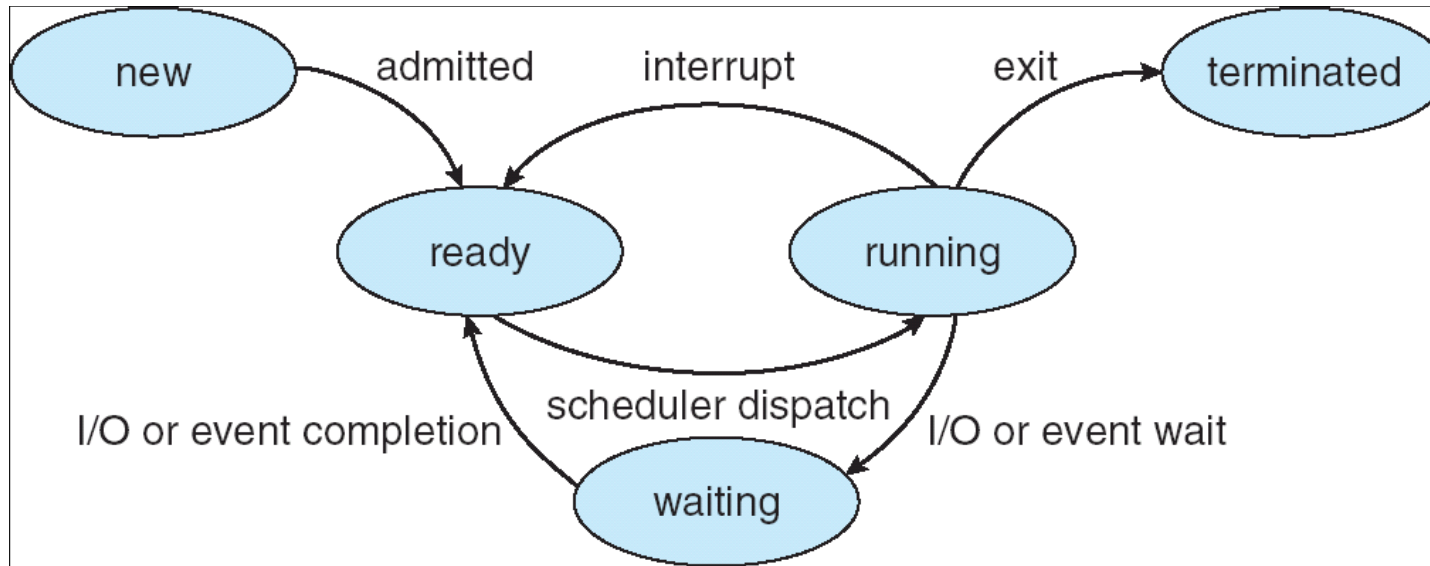 new
admitted
interrupt
exit
terminated
ready
running
I/O or event completion
scheduler dispatch
I/O or event wait
waiting